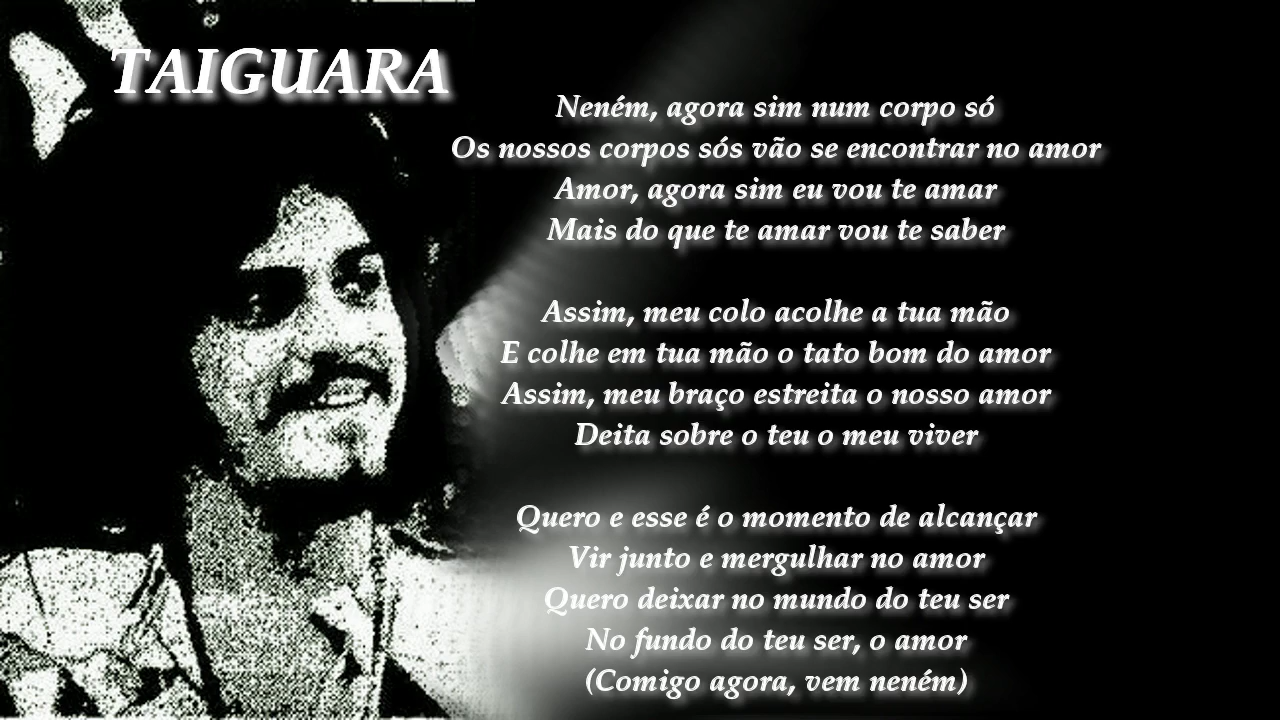 TAIGUARA
Neném, agora sim num corpo só
Os nossos corpos sós vão se encontrar no amor
Amor, agora sim eu vou te amar
Mais do que te amar vou te saber
Assim, meu colo acolhe a tua mão
E colhe em tua mão o tato bom do amor
Assim, meu braço estreita o nosso amor
Deita sobre o teu o meu viver
Quero e esse é o momento de alcançar
Vir junto e mergulhar no amor
Quero deixar no mundo do teu ser
No fundo do teu ser, o amor
(Comigo agora, vem neném)